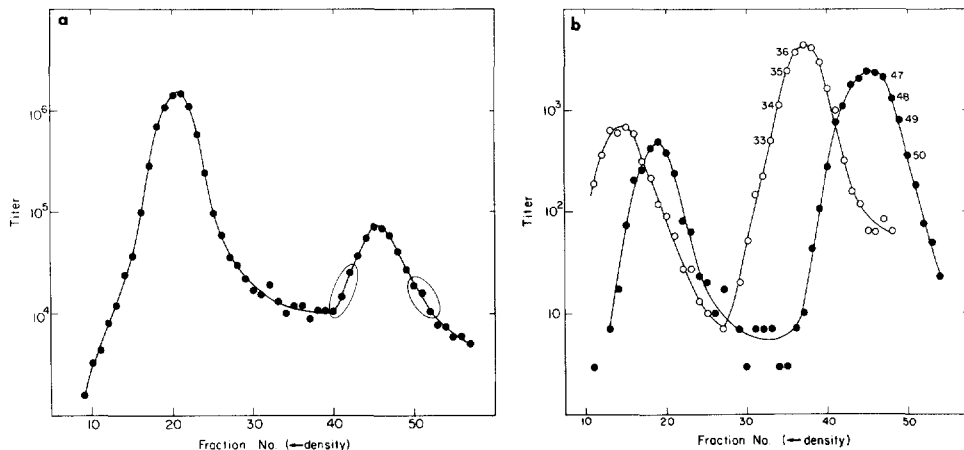 a
Titer
10⁶
10⁵
10⁴
10 20 30 40 50
Fraction No. (←density)
b
Titer
10³
10²
10
36
35
34
33
47
48
49
50
10 20 30 40 50
Fraction No. (←density)